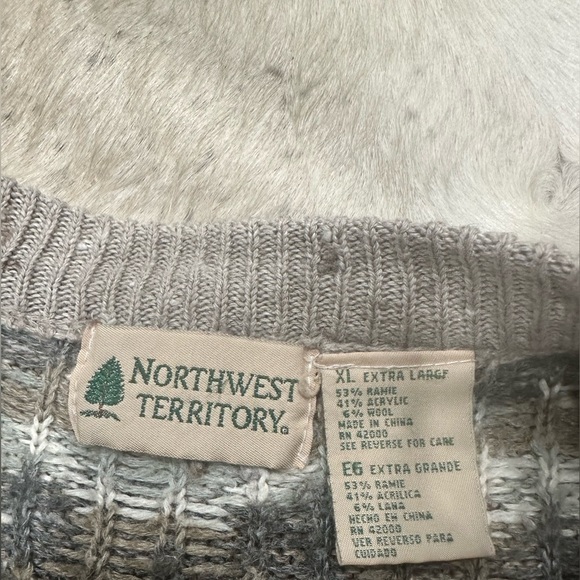 NORTHWEST
TERRITORY
XL EXTRA LARGE
53% RAMIE
41% ACRYLIC
6% WOOL
MADE IN CHINA
RN 42000
SEE REVERSE FOR CARE
EG EXTRA GRANDE
53% RAMIE
41% ACRILICA
6% LANA
HECHO EN CHINA
RN 42000
VER REVERSO PARA
CUIDADO